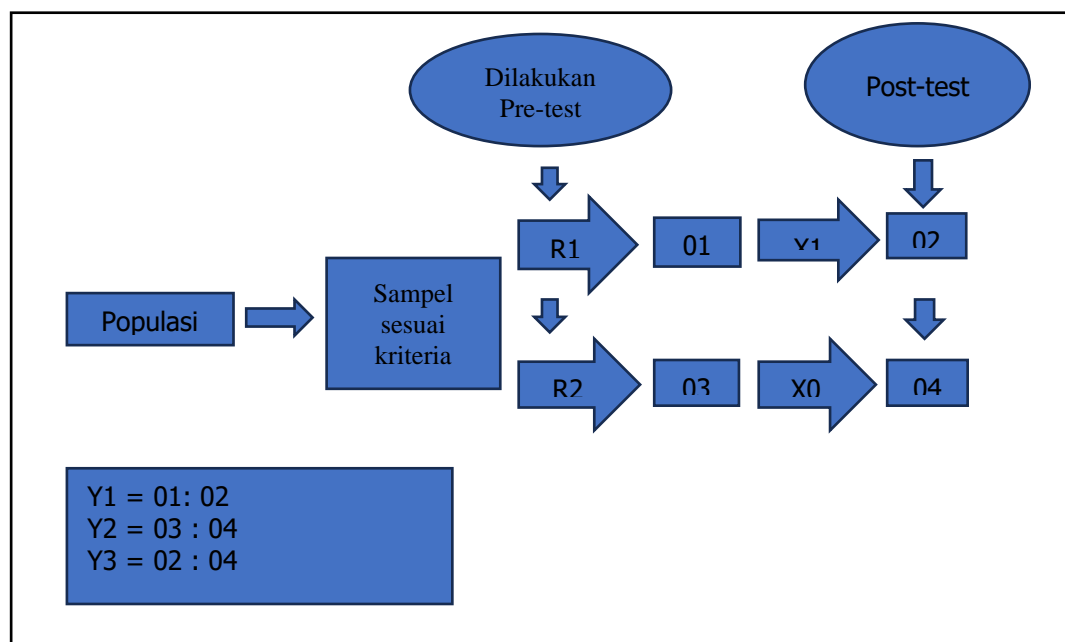 Dilakukan
Pre-test
Post-test
R1
01
02
Populasi
Sampel
sesuai
kriteria
R2
03
X0
04
Y1 = 01: 02
Y2 = 03 : 04
Y3 = 02 : 04